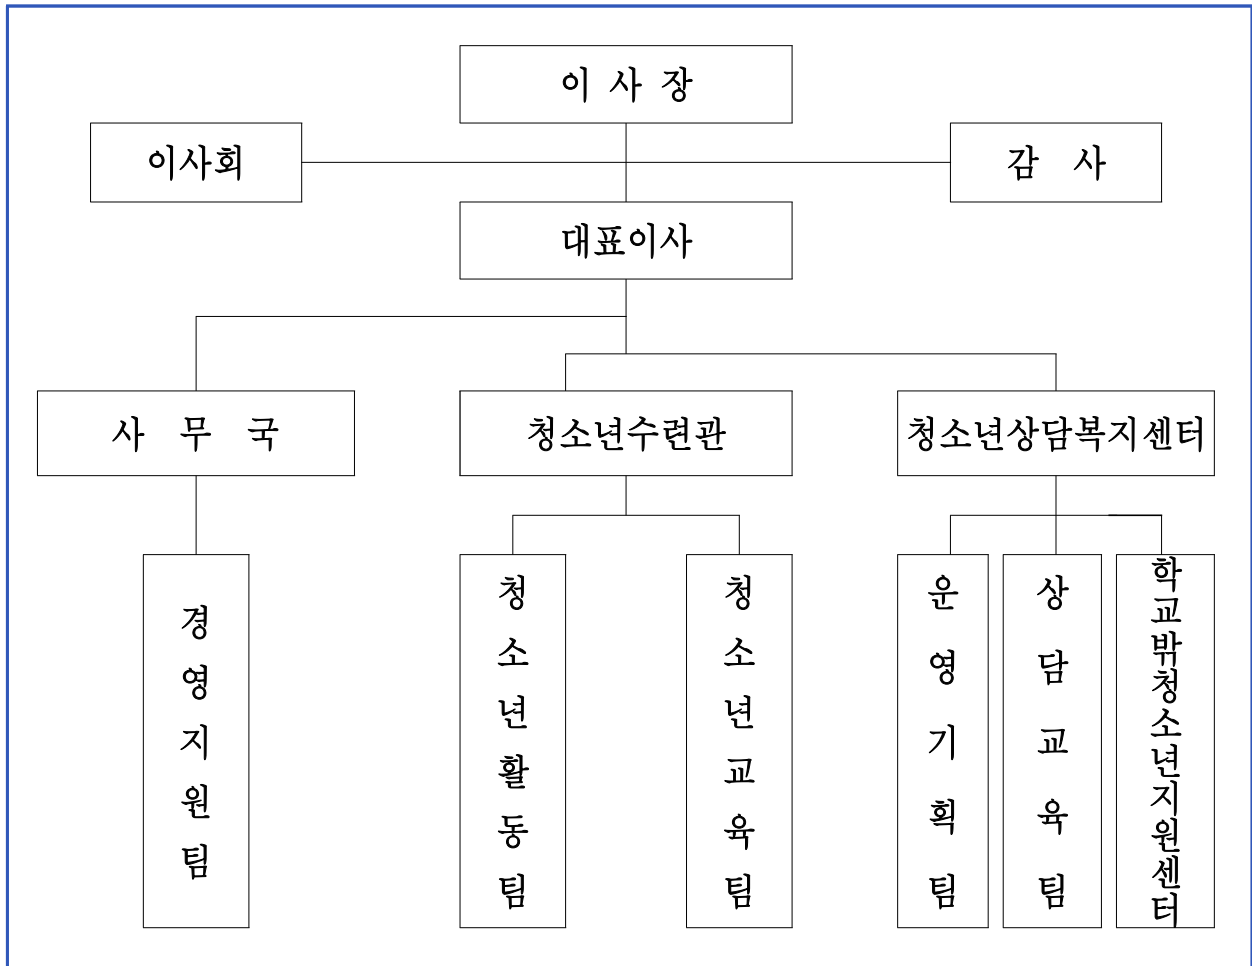 이 사 장
이사회
감 사
대표이사
사 무 국
청소년수련관
청소년상담복지센터
경영지원팀
청소년활동팀
청소년교육팀
운영기획팀
상담교육팀
학교밖청소년지원센터